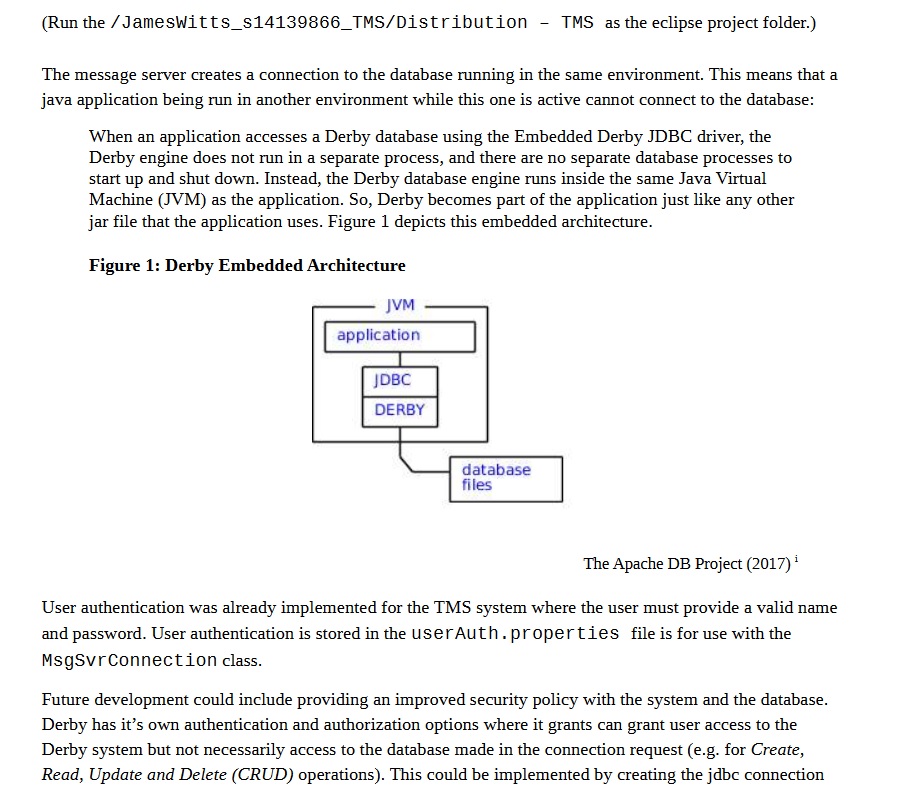 (Run the /JamesWitts_s14139866_TMS/Distribution – TMS as the eclipse project folder.)
The message server creates a connection to the database running in the same environment. This means that a
java application being run in another environment while this one is active cannot connect to the database:
When an application accesses a Derby database using the Embedded Derby JDBC driver, the
Derby engine does not run in a separate process, and there are no separate database processes to
start up and shut down. Instead, the Derby database engine runs inside the same Java Virtual
Machine (JVM) as the application. So, Derby becomes part of the application just like any other
jar file that the application uses. Figure 1 depicts this embedded architecture.
Figure 1: Derby Embedded Architecture
JVM
application
JDBC
DERBY
database
files
The Apache DB Project (2017) i
User authentication was already implemented for the TMS system where the user must provide a valid name
and password. User authentication is stored in the userAuth.properties file is for use with the
MsgSvrConnection class.
Future development could include providing an improved security policy with the system and the database.
Derby has it’s own authentication and authorization options where it grants can grant user access to the
Derby system but not necessarily access to the database made in the connection request (e.g. for Create,
Read, Update and Delete (CRUD) operations). This could be implemented by creating the jdbc connection